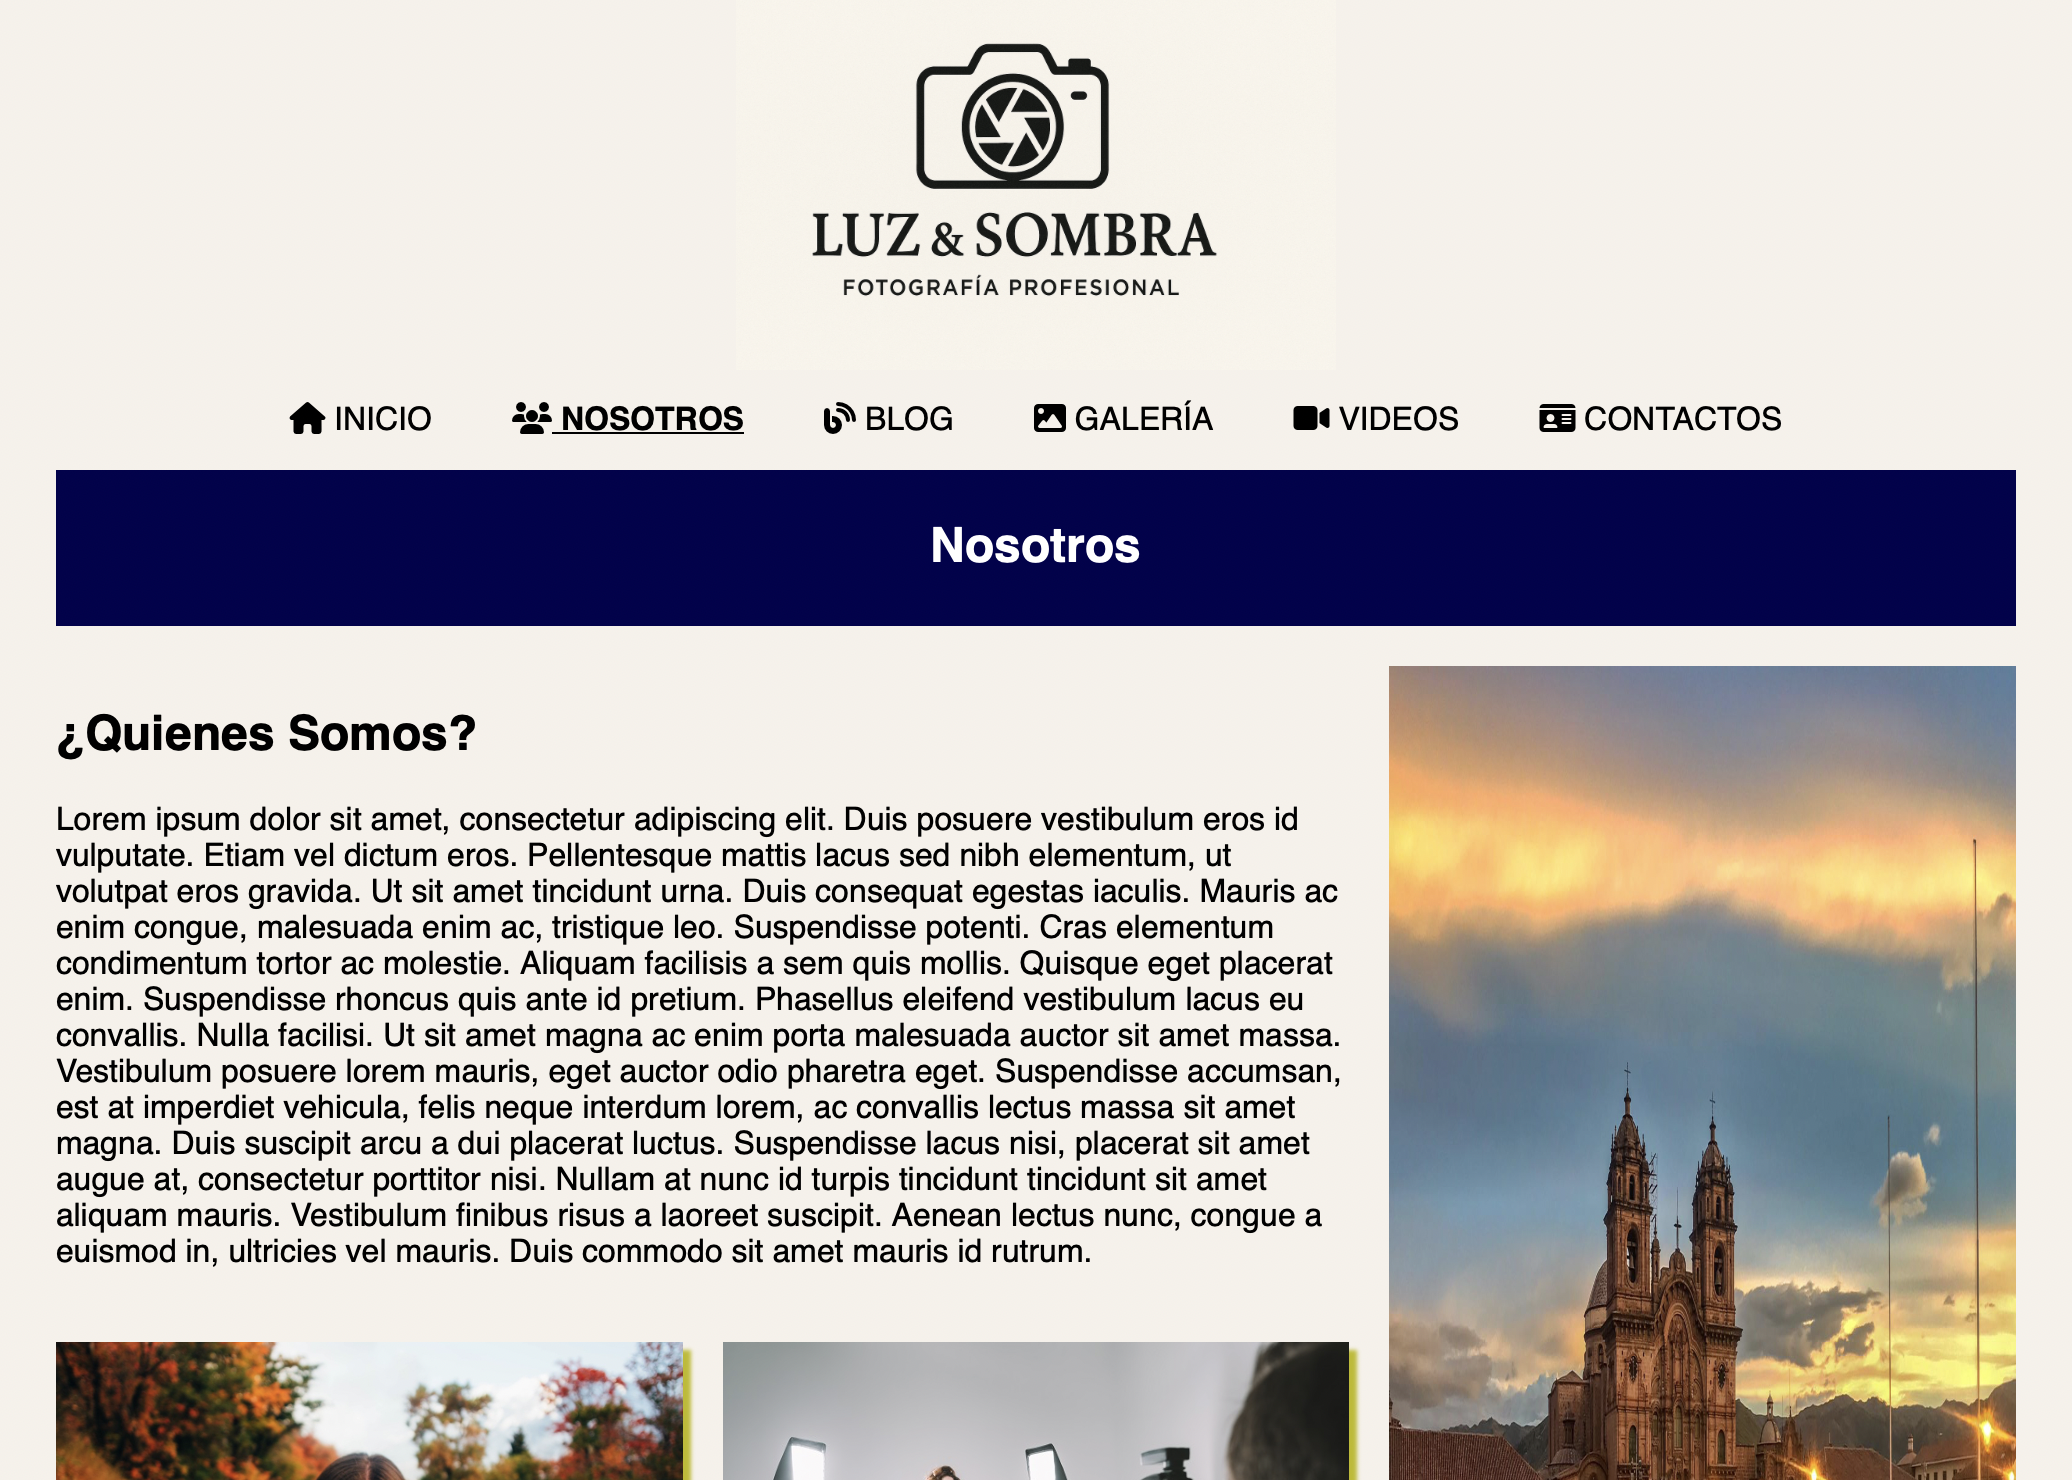 LUZ & SOMBRA
FOTOGRAFÍA PROFESIONAL
INICIO NOSOTROS BLOG GALERÍA VIDEOS CONTACTOS
Nosotros
¿Quienes Somos?
Lorem ipsum dolor sit amet, consectetur adipiscing elit. Duis posuere vestibulum eros id
vulputate. Etiam vel dictum eros. Pellentesque mattis lacus sed nibh elementum, ut
volutpat eros gravida. Ut sit amet tincidunt urna. Duis consequat egestas iaculis. Mauris ac
enim congue, malesuada enim ac, tristique leo. Suspendisse potenti. Cras elementum
condimentum tortor ac molestie. Aliquam facilisis a sem quis mollis. Quisque eget placerat
enim. Suspendisse rhoncus quis ante id pretium. Phasellus eleifend vestibulum lacus eu
convallis. Nulla facilisi. Ut sit amet magna ac enim porta malesuada auctor sit amet massa.
Vestibulum posuere lorem mauris, eget auctor odio pharetra eget. Suspendisse accumsan,
est at imperdiet vehicula, felis neque interdum lorem, ac convallis lectus massa sit amet
magna. Duis suscipit arcu a dui placerat luctus. Suspendisse lacus nisi, placerat sit amet
augue at, consectetur porttitor nisi. Nullam at nunc id turpis tincidunt tincidunt sit amet
aliquam mauris. Vestibulum finibus risus a laoreet suscipit. Aenean lectus nunc, congue a
euismod in, ultricies vel mauris. Duis commodo sit amet mauris id rutrum.